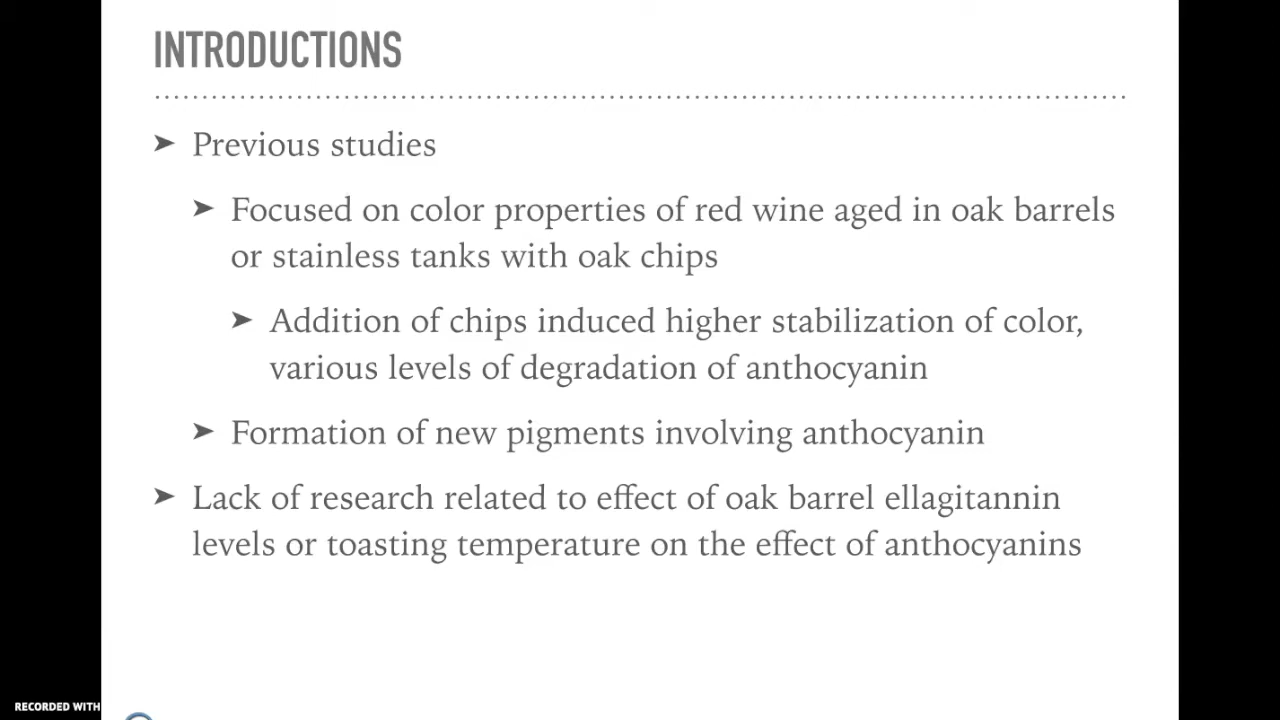 INTRODUCTIONS
➤ Previous studies
➤ Focused on color properties of red wine aged in oak barrels
or stainless tanks with oak chips
➤ Addition of chips induced higher stabilization of color,
various levels of degradation of anthocyanin
➤ Formation of new pigments involving anthocyanin
➤ Lack of research related to effect of oak barrel ellagitannin
levels or toasting temperature on the effect of anthocyanins
RECORDED WITH